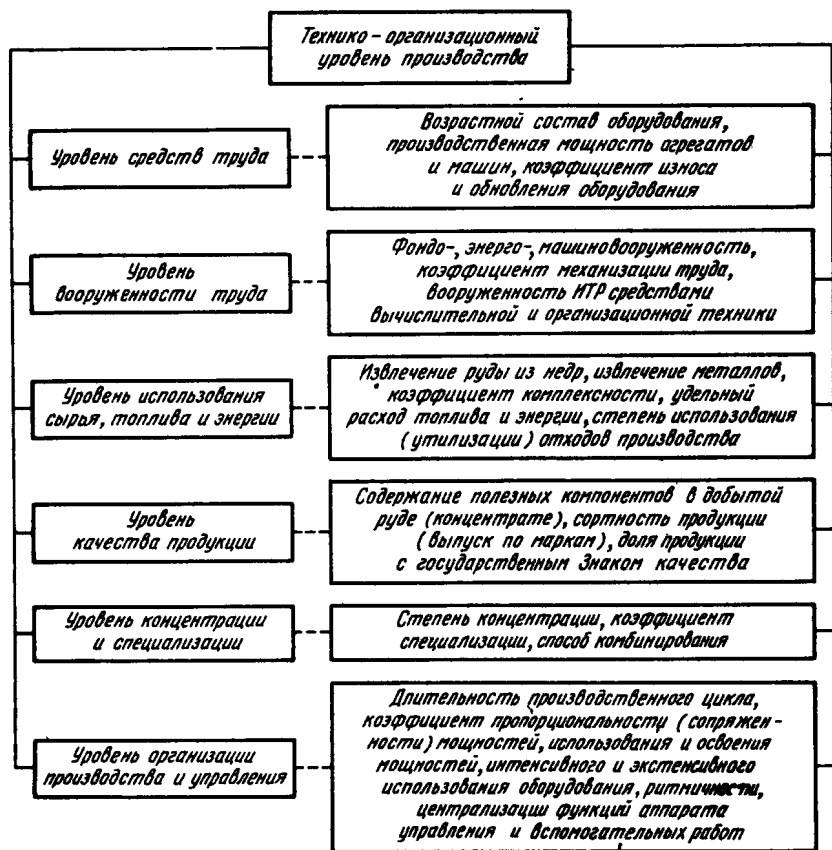 Технико-организационный
уровень производства
Уровень средств труда
Возрастной состав оборудования,
производственная мощность агрегатов
и машин, коэффициент износа
и обновления оборудования
Уровень
вооруженности труда
Фондо-, энерго-, машиновооруженность,
коэффициент механизации труда,
вооруженность ИТР средствами
вычислительной и организационной техники
Уровень использования
сырья, топлива и энергии
Извлечение руды из недр, извлечение металлов,
коэффициент комплексности, удельный
расход топлива и энергии, степень использования
(утилизации) отходов производства
Уровень
качества продукции
Содержание полезных компонентов в добытой
руде (концентрате), сортность продукции
(выпуск по маркам), доля продукции
с государственным Знаком качества
Уровень концентрации
и специализации
Степень концентрации, коэффициент
специализации, способ комбинирования
Уровень организации
производства и управления
Длительность производственного цикла,
коэффициент пропорциональности (сопряжен-
ности) мощностей, использования и освоения
мощностей, интенсивного и экстенсивного
использования оборудования, ритмичности,
централизации функций аппарата
управления и вспомогательных работ